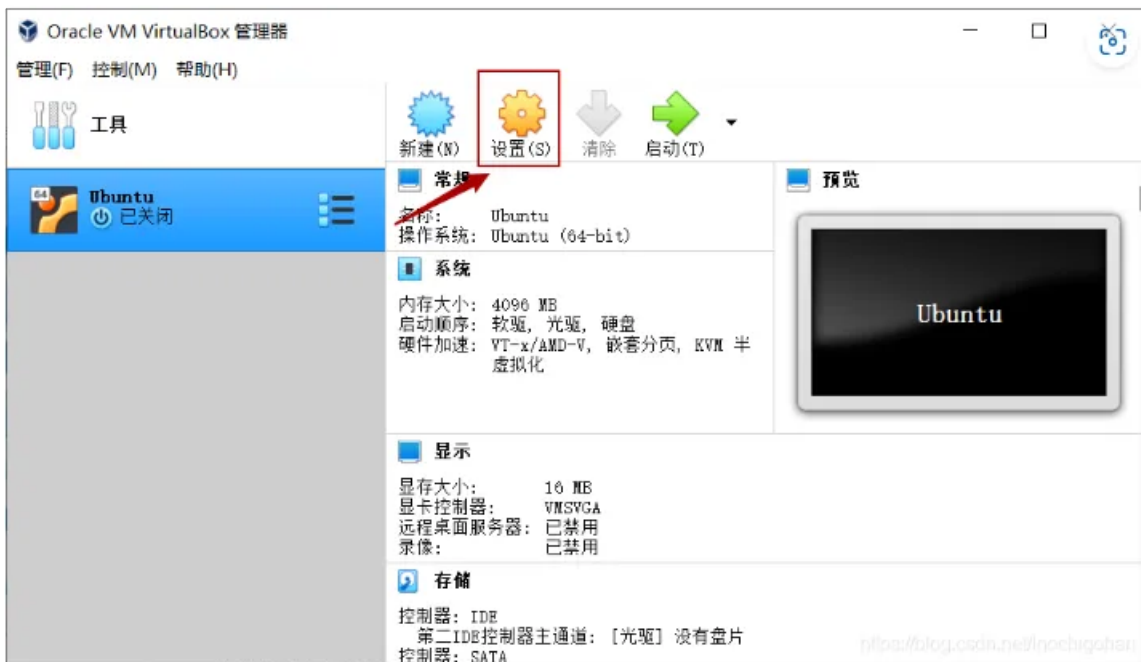 Oracle VM VirtualBox 管理器
管理(F) 控制(M) 帮助(H)
工具
新建(N) 设置(S) 清除 启动(T)
64
Ubuntu
已关闭
常规
名称: Ubuntu
操作系统: Ubuntu (64-bit)
预览
Ubuntu
系统
内存大小: 4096 MB
启动顺序: 软驱, 光驱, 硬盘
硬件加速: VT-x/AMD-V, 嵌套分页, KVM 半
虚拟化
显示
显存大小: 16 MB
显卡控制器: VMSVGA
远程桌面服务器: 已禁用
录像: 已禁用
存储
控制器: IDE
第二IDE控制器主通道: [光驱] 没有盘片
控制器: SATA
https://blog.csdn.net/inochigohan